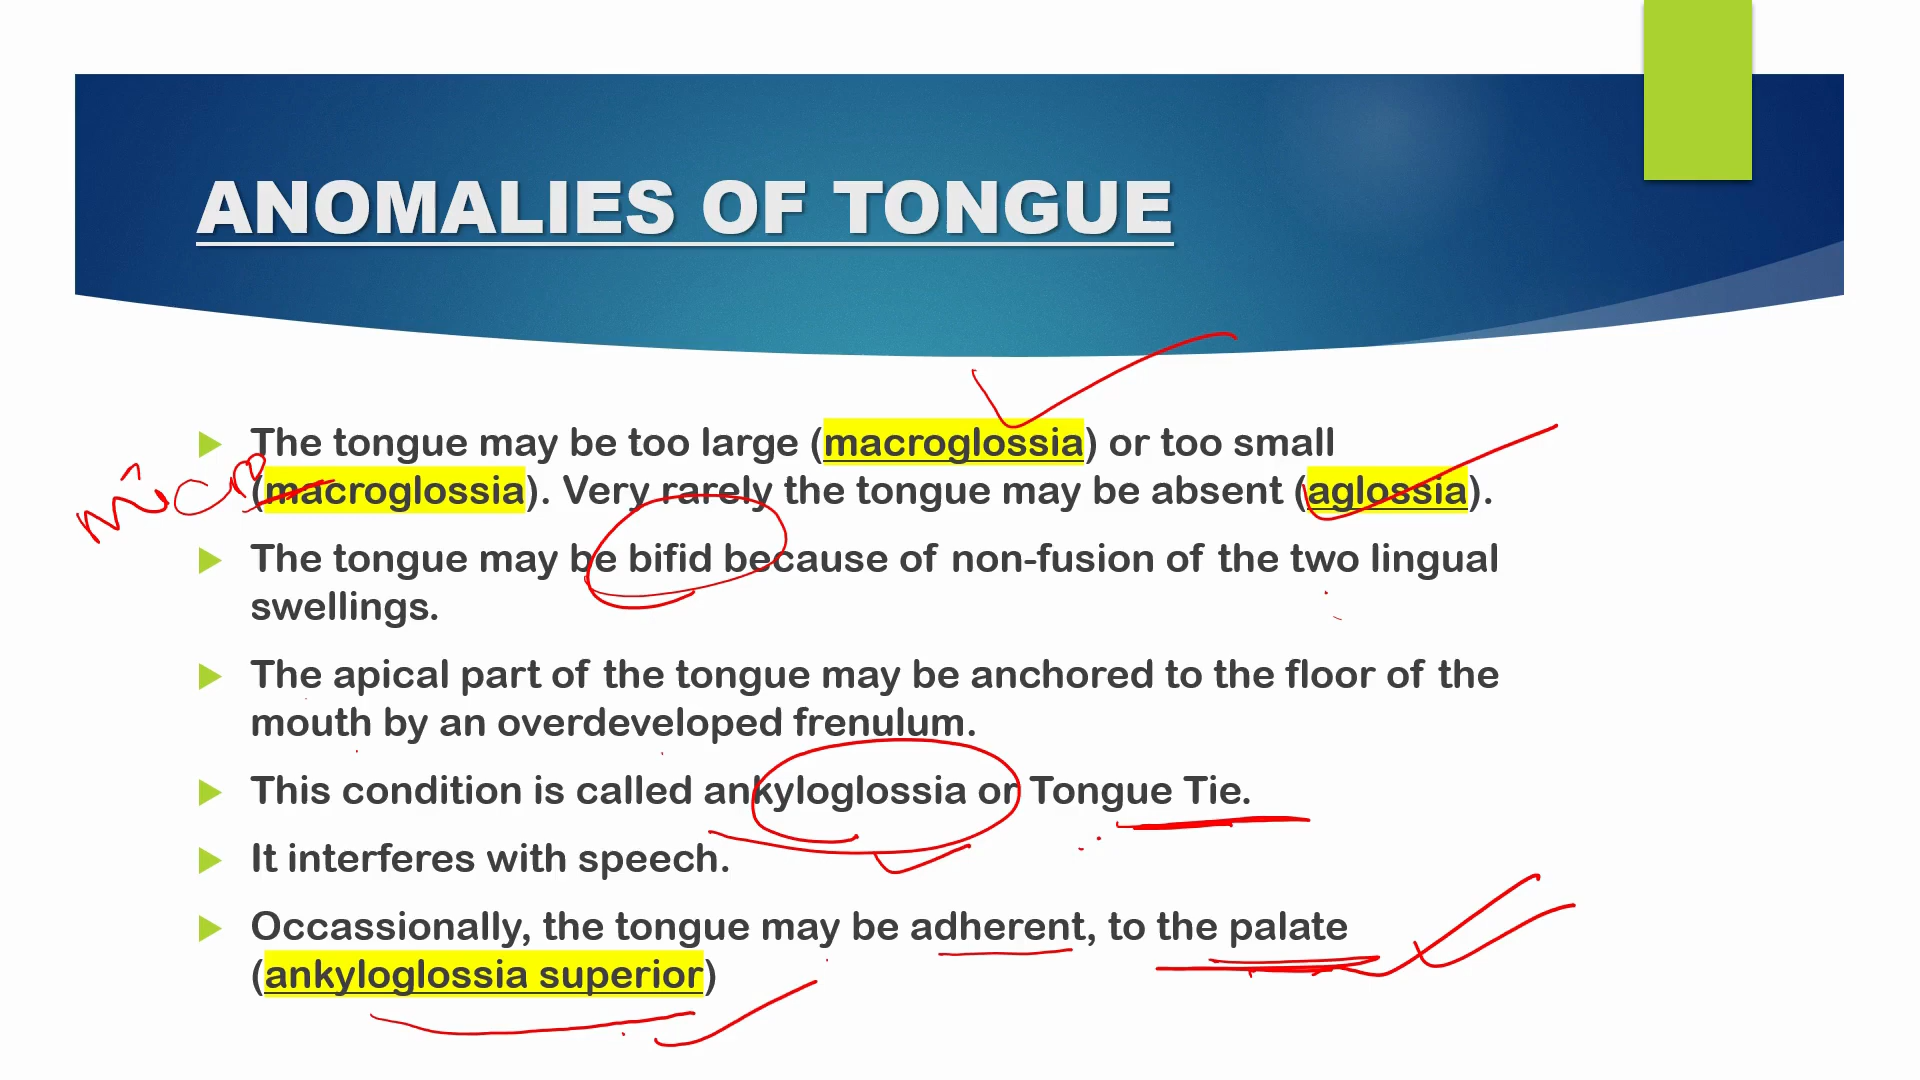 ANOMALIES OF TONGUE
The tongue may be too large (macroglossia) or too small
micro
(macroglossia). Very rarely the tongue may be absent (aglossia).
The tongue may be bifid because of non-fusion of the two lingual
swellings.
The apical part of the tongue may be anchored to the floor of the
mouth by an overdeveloped frenulum.
This condition is called ankyloglossia or Tongue Tie.
It interferes with speech.
Occassionally, the tongue may be adherent, to the palate
(ankyloglossia superior)